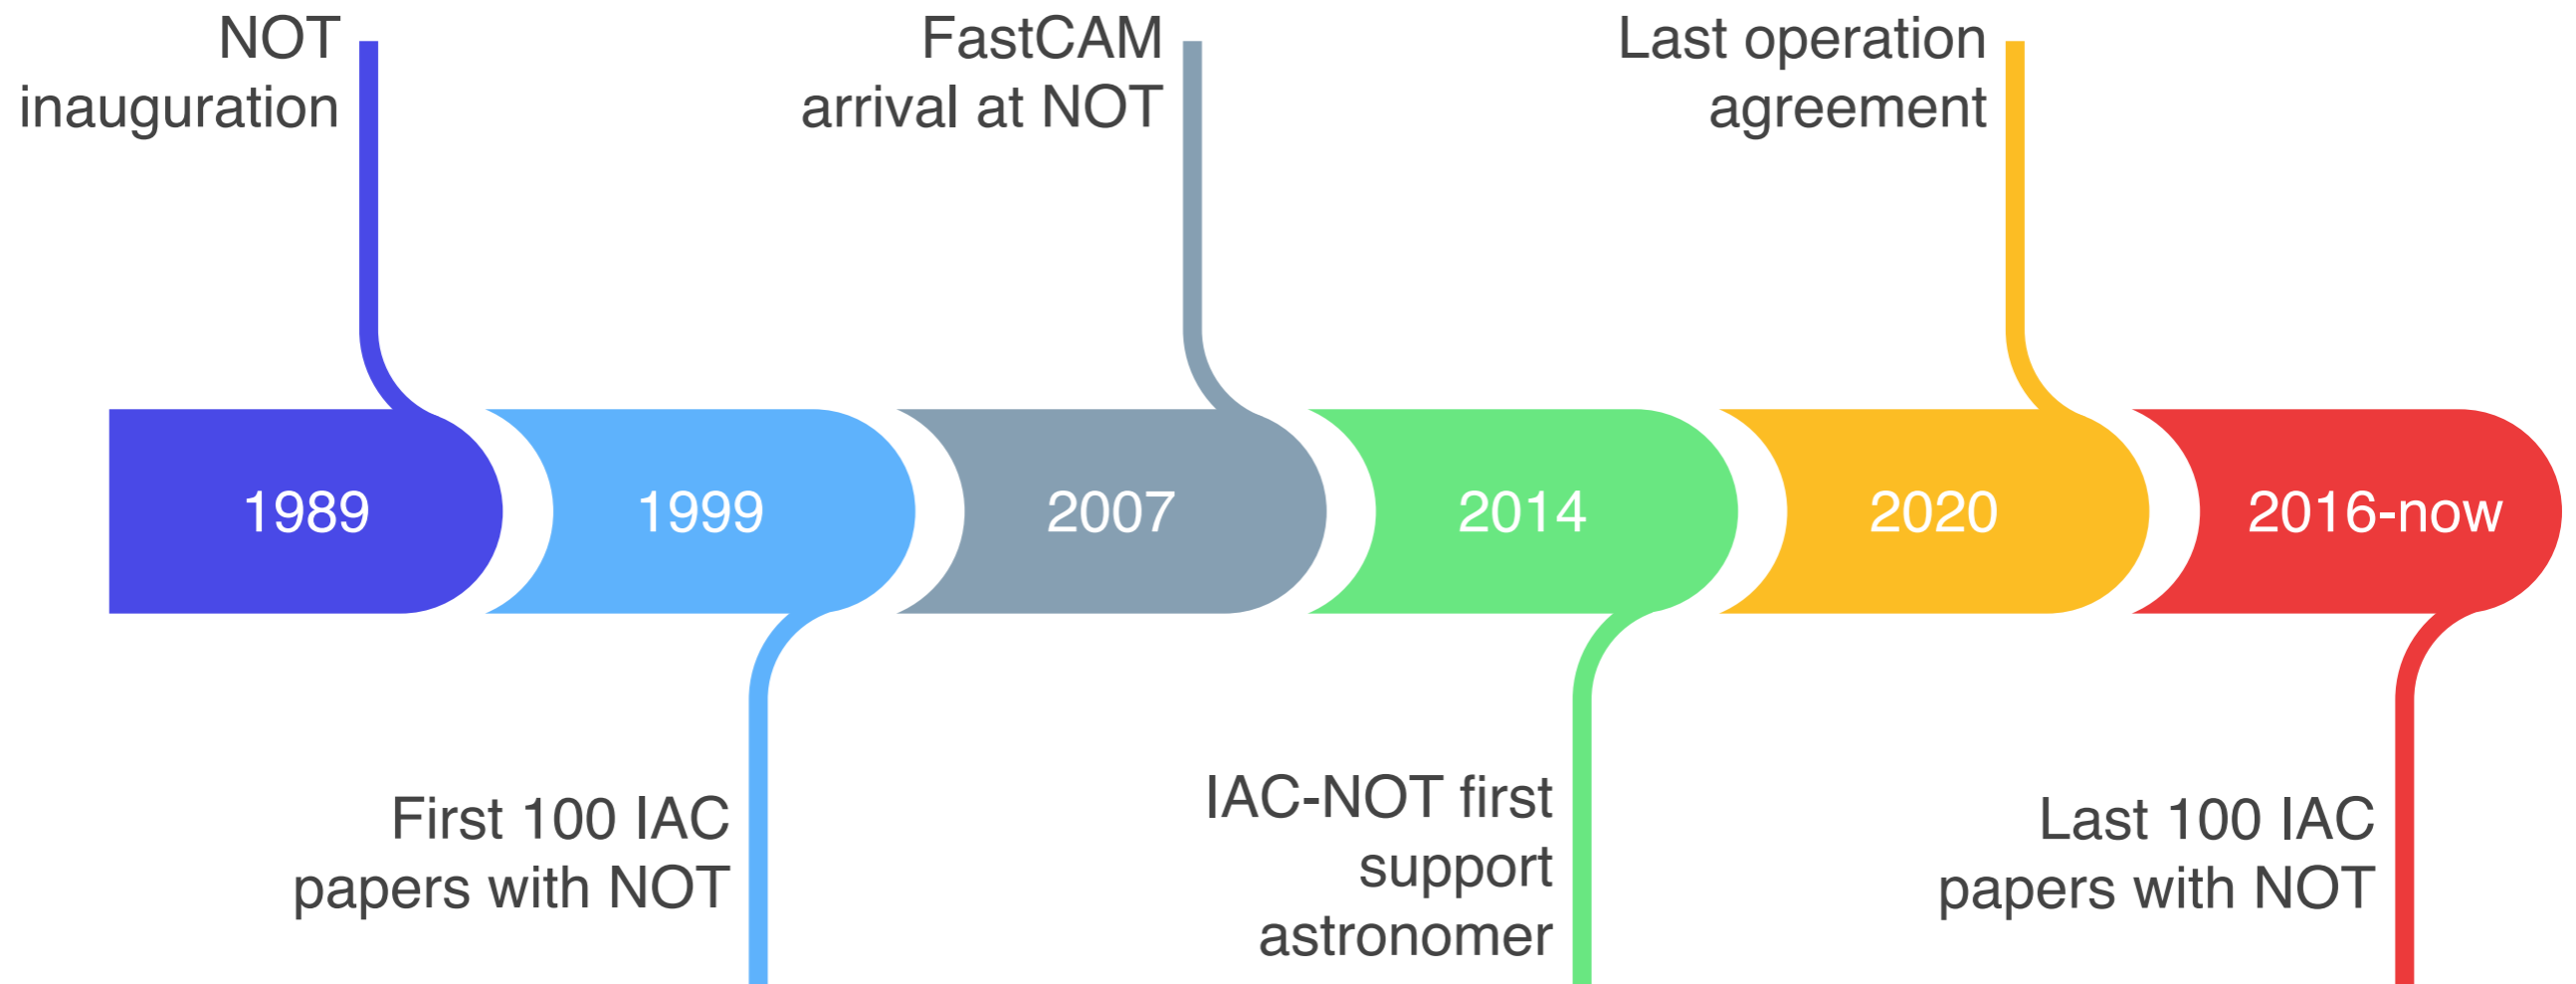 NOT
inauguration
FastCAM
arrival at NOT
Last operation
agreement
1989
1999
2007
2014
2020
2016-now
First 100 IAC
papers with NOT
IAC-NOT first
support
astronomer
Last 100 IAC
papers with NOT